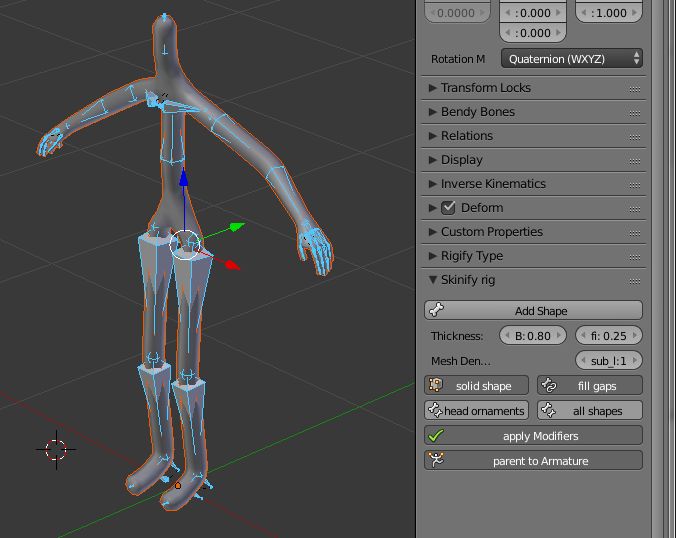 0.0000 : 0.000 : 1.000
: 0.000
Rotation M Quaternion (WXYZ)
Transform Locks
Bendy Bones
Relations
Display
Inverse Kinematics
Deform
Custom Properties
Rigify Type
Skinify rig
Add Shape
Thickness: B: 0.80 fi: 0.25
Mesh Den... sub_l:1
solid shape fill gaps
head ornaments all shapes
apply Modifiers
parent to Armature